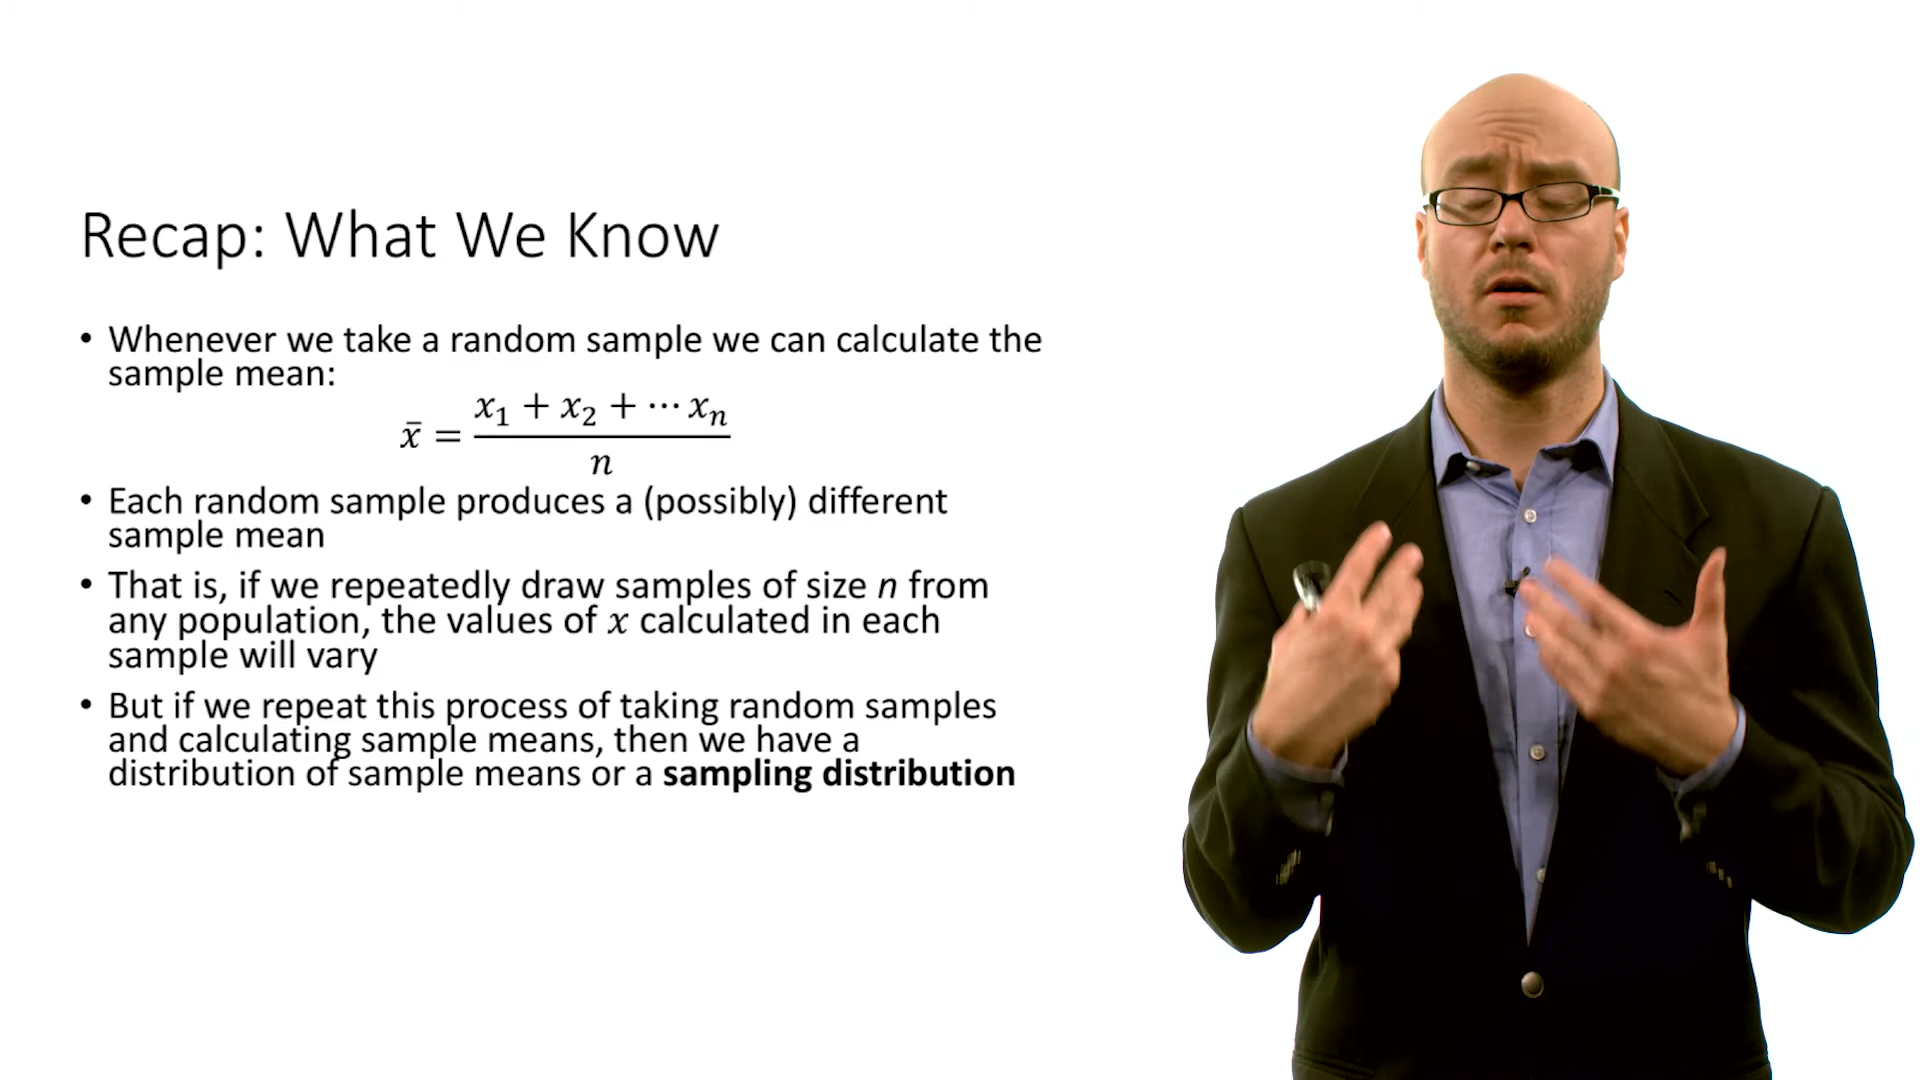 Recap: What We Know
• Whenever we take a random sample we can calculate the
sample mean:
x̄ = (x₁ + x₂ + ⋯ xₙ) / n
• Each random sample produces a (possibly) different
sample mean
• That is, if we repeatedly draw samples of size n from
any population, the values of x calculated in each
sample will vary
• But if we repeat this process of taking random samples
and calculating sample means, then we have a
distribution of sample means or a sampling distribution